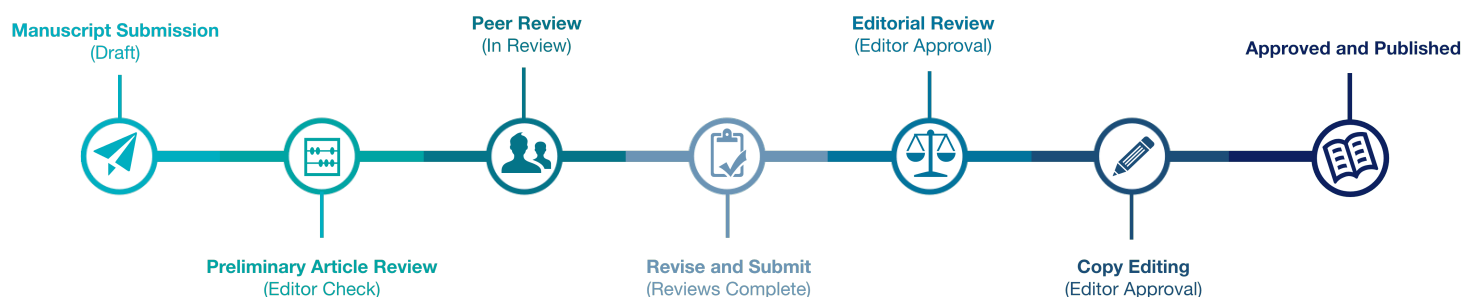 Manuscript Submission
(Draft)
Preliminary Article Review
(Editor Check)
Peer Review
(In Review)
Revise and Submit
(Reviews Complete)
Editorial Review
(Editor Approval)
Copy Editing
(Editor Approval)
Approved and Published